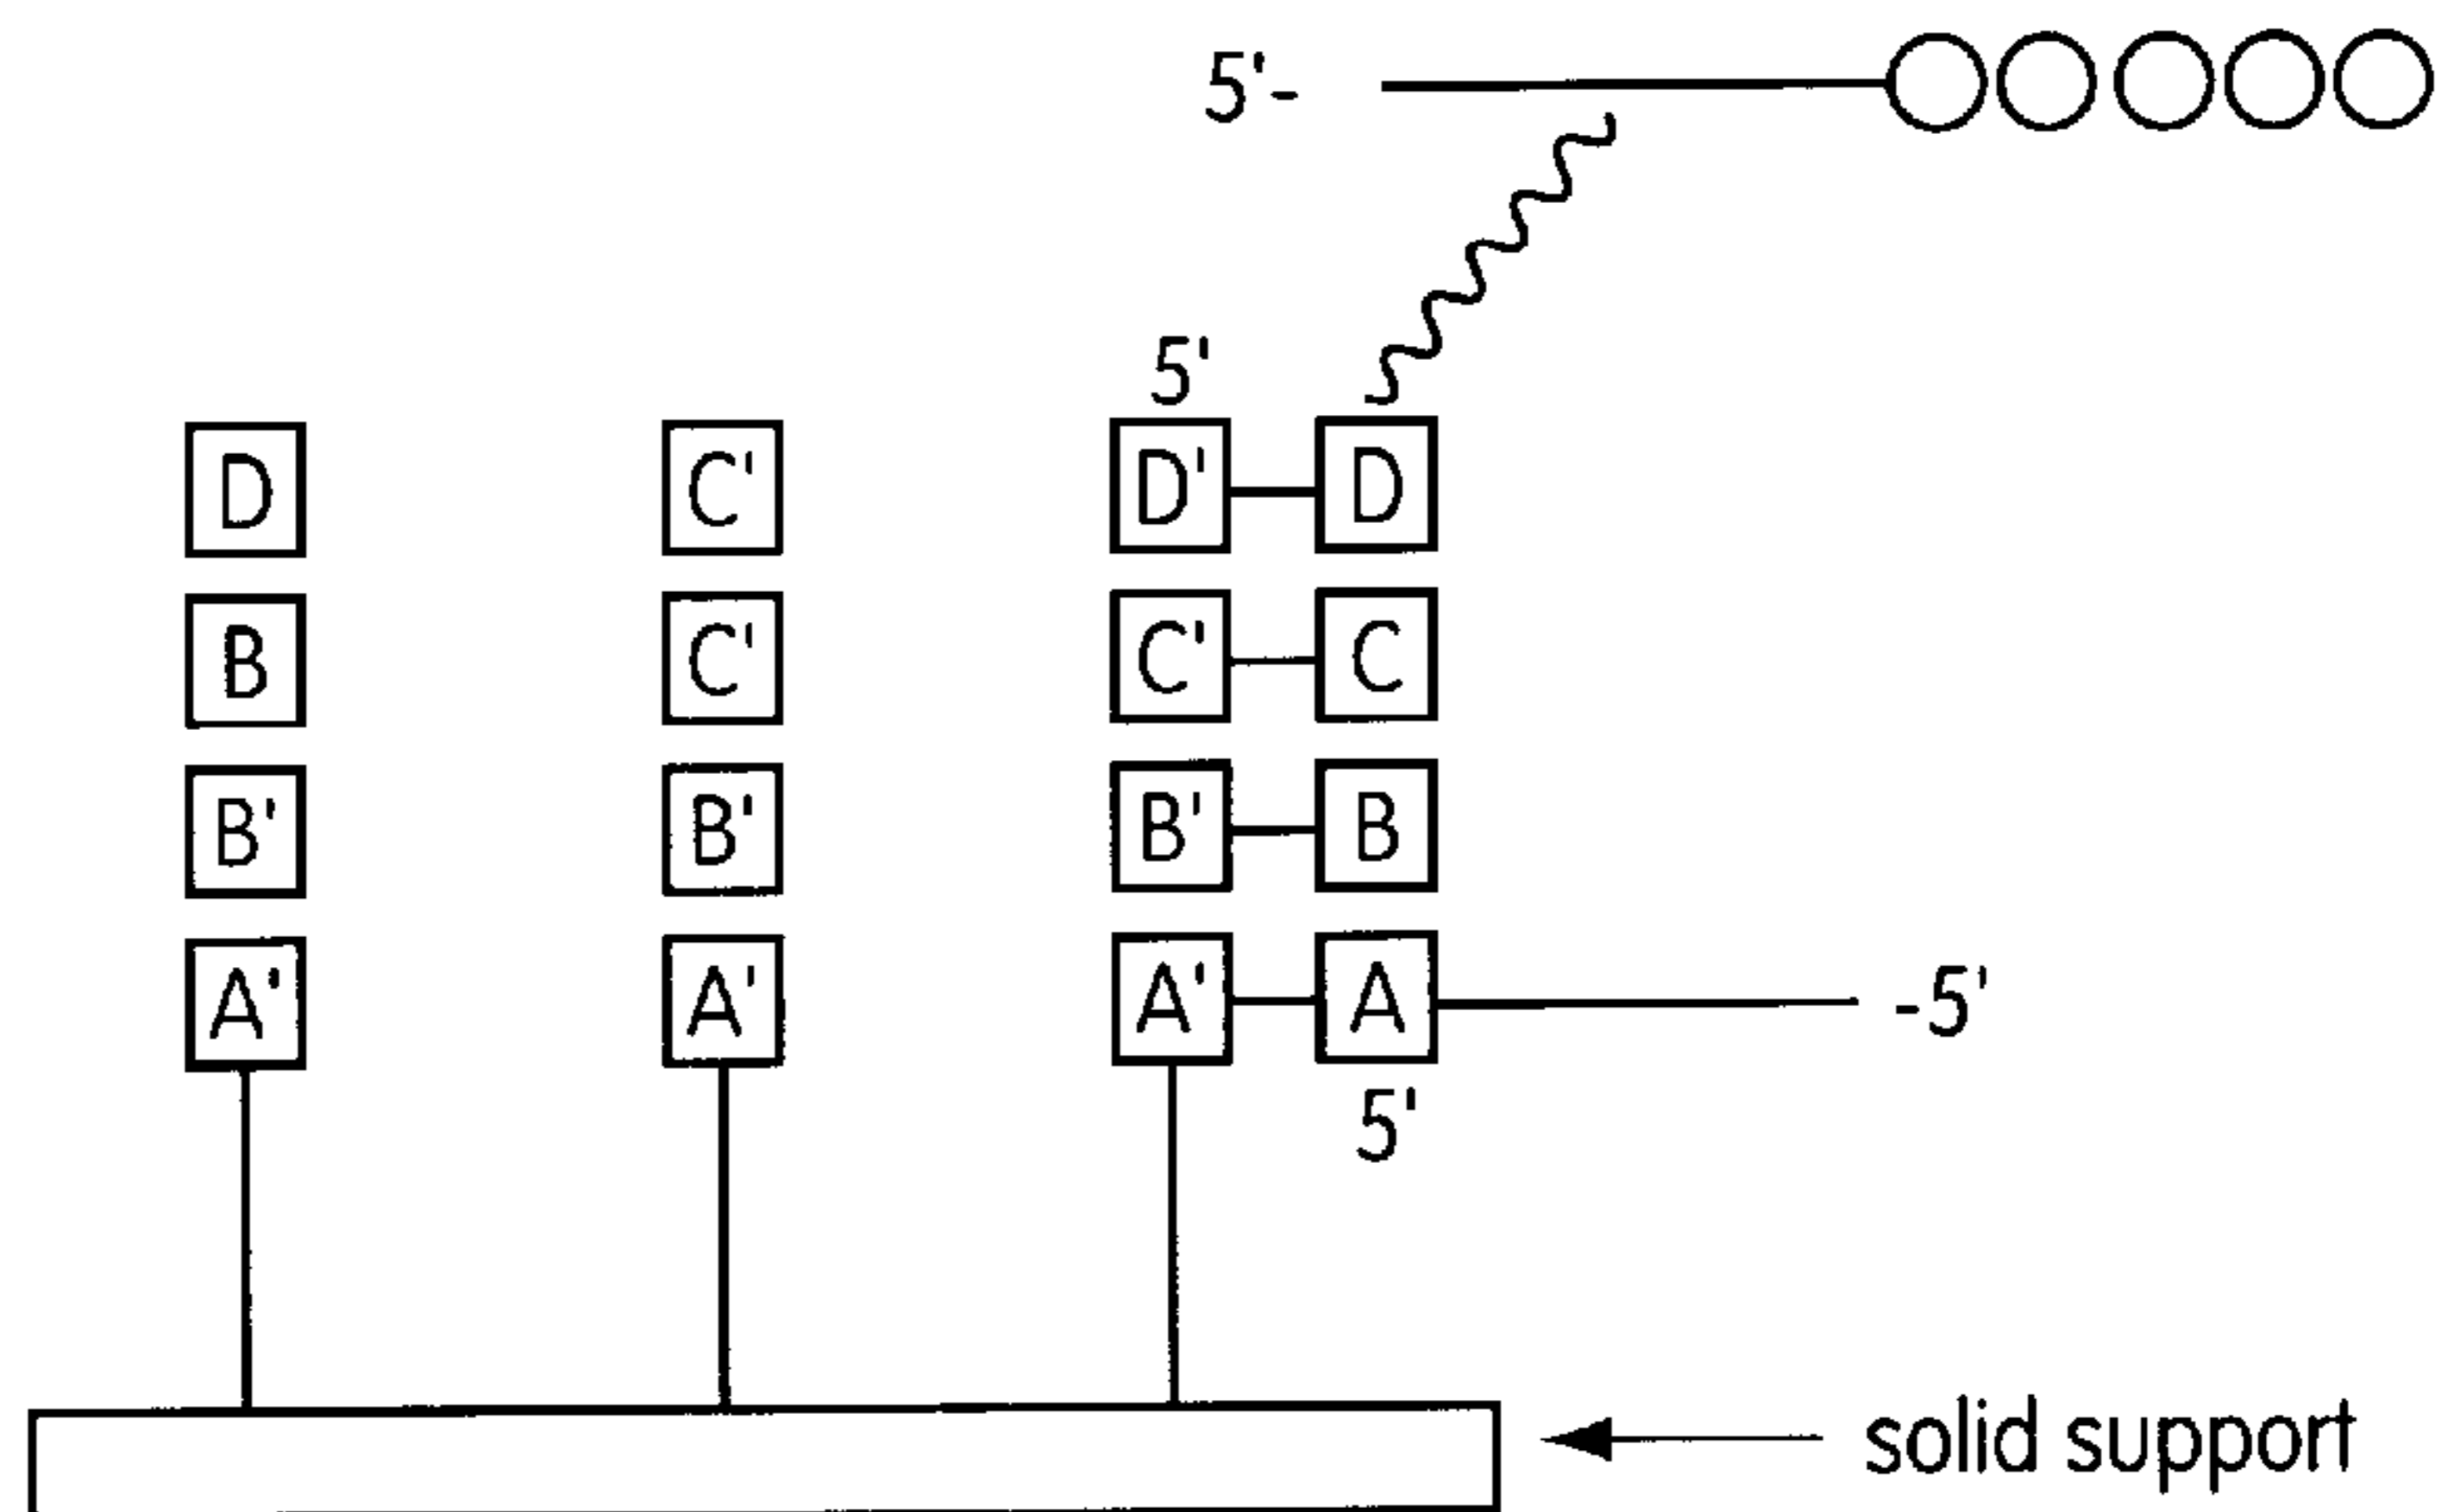 5'-
5'
D C' D' D
B C' C' C
B' B' B' B
A' A' A' A -5'
5'
solid support